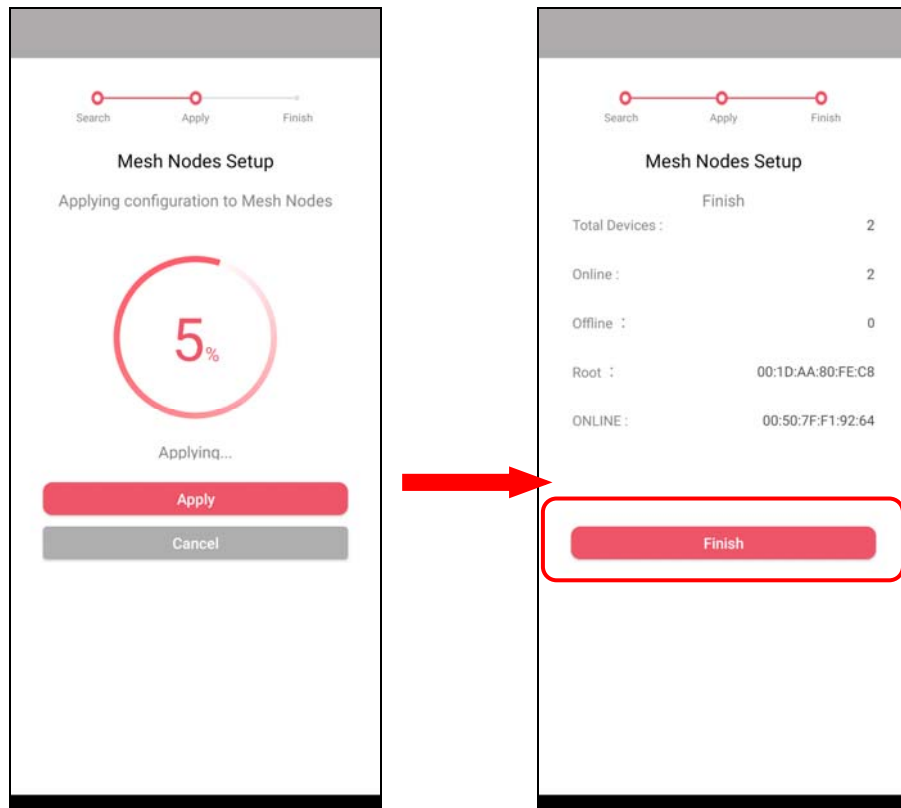 Search Apply Finish
Mesh Nodes Setup
Applying configuration to Mesh Nodes
5%
Applying...
Apply
Cancel
Search Apply Finish
Mesh Nodes Setup
Finish
Total Devices : 2
Online : 2
Offline : 0
Root : 00:1D:AA:80:FE:C8
ONLINE : 00:50:7F:F1:92:64
Finish